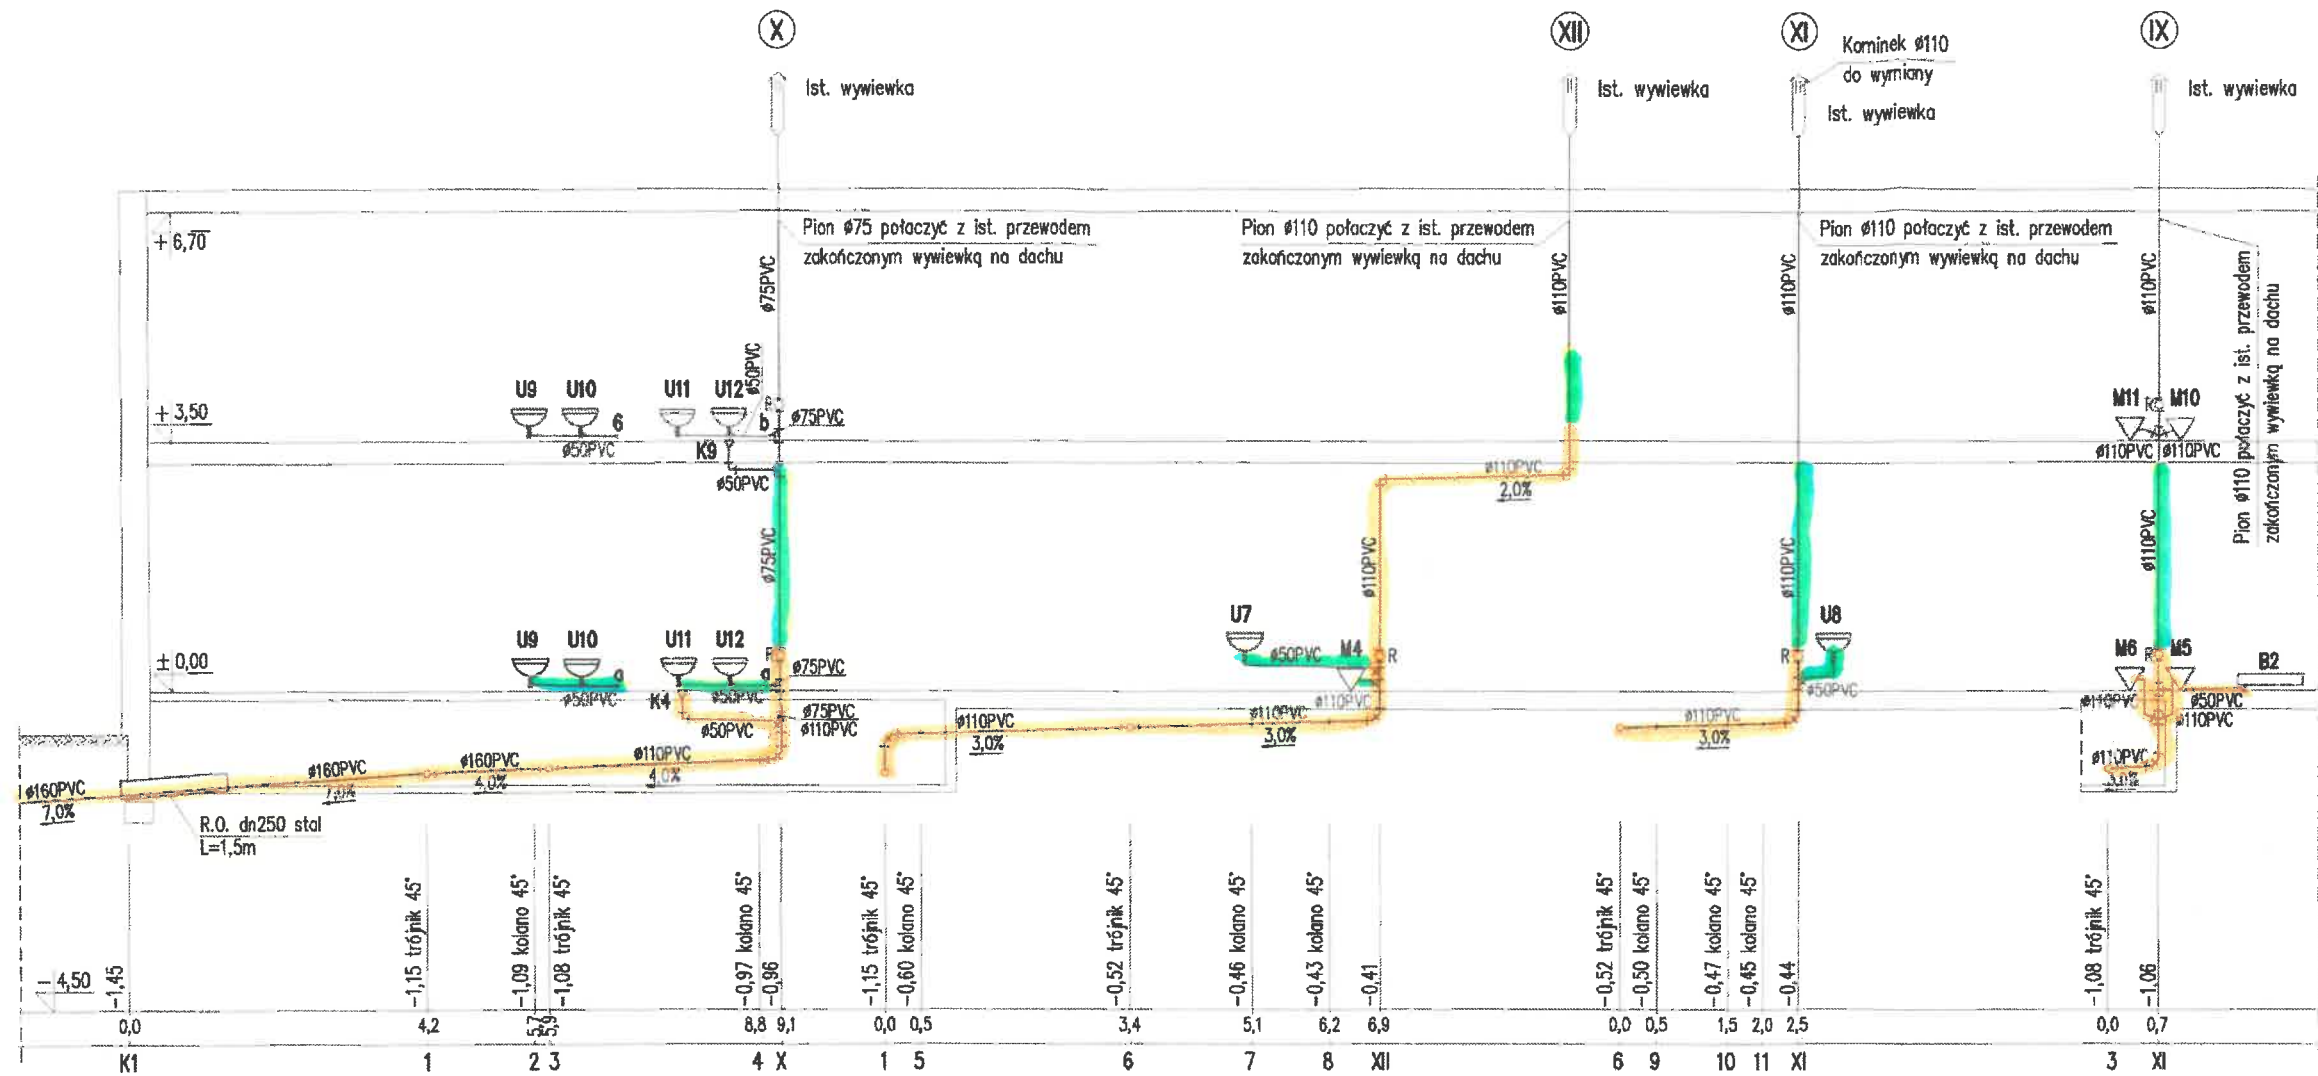 X
XII
XI
IX
Kominek ø110
do wymiany
Ist. wywiewka
Ist. wywiewka
Ist. wywiewka
Ist. wywiewka
+ 6,70
Pion ø75 połączyć z ist. przewodem
zakończonym wywiewką na dachu
Pion ø110 połączyć z ist. przewodem
zakończonym wywiewką na dachu
Pion ø110 połączyć z ist. przewodem
zakończonym wywiewką na dachu
Pion ø110 połączyć z ist. przewodem
zakończonym wywiewką na dachu
ø75PVC
ø110PVC
ø110PVC
ø110PVC
+ 3,50
U9 U10 6
ø50PVC
U11 U12 b
ø50PVC
ø75PVC
K9
ø50PVC
M11 M10
ø110PVC ø110PVC
ø110PVC
2,0%
ø75PVC
ø110PVC
ø110PVC
ø110PVC
± 0,00
U9 U10 a
ø50PVC
U11 U12 a
ø50PVC
ø75PVC
K4
ø50PVC
ø75PVC
ø110PVC
U7
ø50PVC
M4
R
ø110PVC
R
U8
ø50PVC
M6 R M5
B2
ø110PVC
ø50PVC
ø110PVC
ø110PVC
3,0%
ø160PVC
7,0%
ø160PVC
7,0%
ø160PVC
4,0%
ø110PVC
4,0%
ø110PVC
3,0%
ø110PVC
3,0%
ø110PVC
3,0%
R.O. dn250 stal
L=1,5m
- 4,50
-1,45
-1,15 trójnik 45°
-1,09 kolano 45°
-1,08 trójnik 45°
-0,97 kolano 45°
-0,96
-1,15 trójnik 45°
-0,60 kolano 45°
-0,52 trójnik 45°
-0,46 kolano 45°
-0,43 kolano 45°
-0,41
-0,52 trójnik 45°
-0,50 kolano 45°
-0,47 kolano 45°
-0,45 kolano 45°
-0,44
-1,08 trójnik 45°
-1,06
0,0 4,2 5,7 5,9 8,8 9,1 0,0 0,5 3,4 5,1 6,2 6,9 0,0 0,5 1,5 2,0 2,5 0,0 0,7
K1 1 2 3 4 X 1 5 6 7 8 XII 6 9 10 11 XI 3 XI